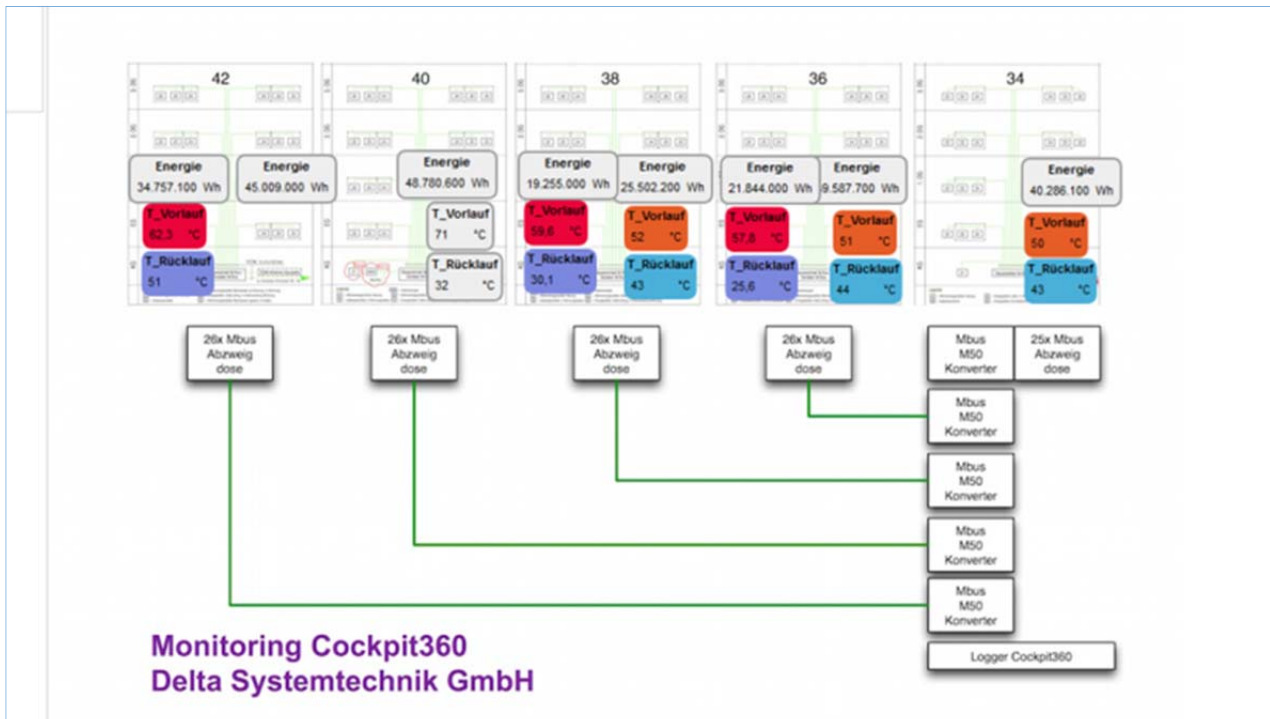 42
40
38
36
34
Energie
34.757.100 Wh
Energie
45.009.000 Wh
T_Vorlauf
62,3 °C
T_Rücklauf
51 °C
Energie
48.780.600 Wh
T_Vorlauf
71 °C
T_Rücklauf
32 °C
Energie
19.255.000 Wh
Energie
25.502.200 Wh
T_Vorlauf
59,6 °C
T_Vorlauf
52 °C
T_Rücklauf
30,1 °C
T_Rücklauf
43 °C
Energie
21.844.000 Wh
Energie
9.587.700 Wh
T_Vorlauf
57,8 °C
T_Vorlauf
51 °C
T_Rücklauf
25,6 °C
T_Rücklauf
44 °C
Energie
40.286.100 Wh
T_Vorlauf
50 °C
T_Rücklauf
43 °C
26x Mbus
Abzweig
dose
26x Mbus
Abzweig
dose
26x Mbus
Abzweig
dose
26x Mbus
Abzweig
dose
Mbus
M50
Konverter
25x Mbus
Abzweig
dose
Mbus
M50
Konverter
Mbus
M50
Konverter
Mbus
M50
Konverter
Mbus
M50
Konverter
Logger Cockpit360
Monitoring Cockpit360
Delta Systemtechnik GmbH